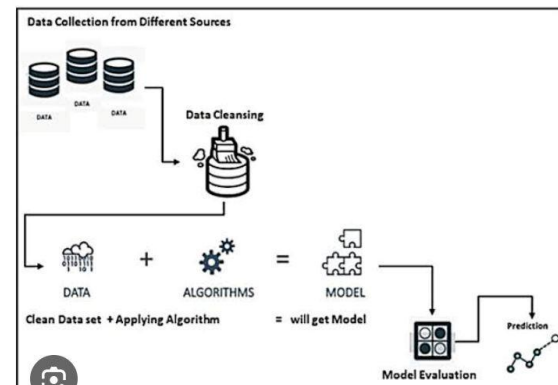 Data Collection from Different Sources
DATA
DATA
DATA
Data Cleansing
DATA + ALGORITHMS = MODEL
Clean Data set + Applying Algorithm = will get Model
Prediction
Model Evaluation